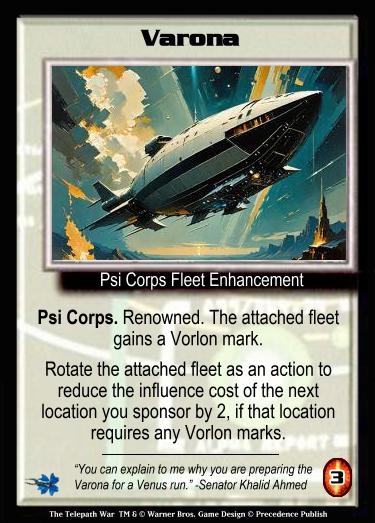 Varona
Psi Corps Fleet Enhancement
Psi Corps. Renowned. The attached fleet
gains a Vorlon mark.
Rotate the attached fleet as an action to
reduce the influence cost of the next
location you sponsor by 2, if that location
requires any Vorlon marks.
“You can explain to me why you are preparing the
Varona for a Venus run.” -Senator Khalid Ahmed
3
The Telepath War TM & © Warner Bros. Game Design © Precedence Publish